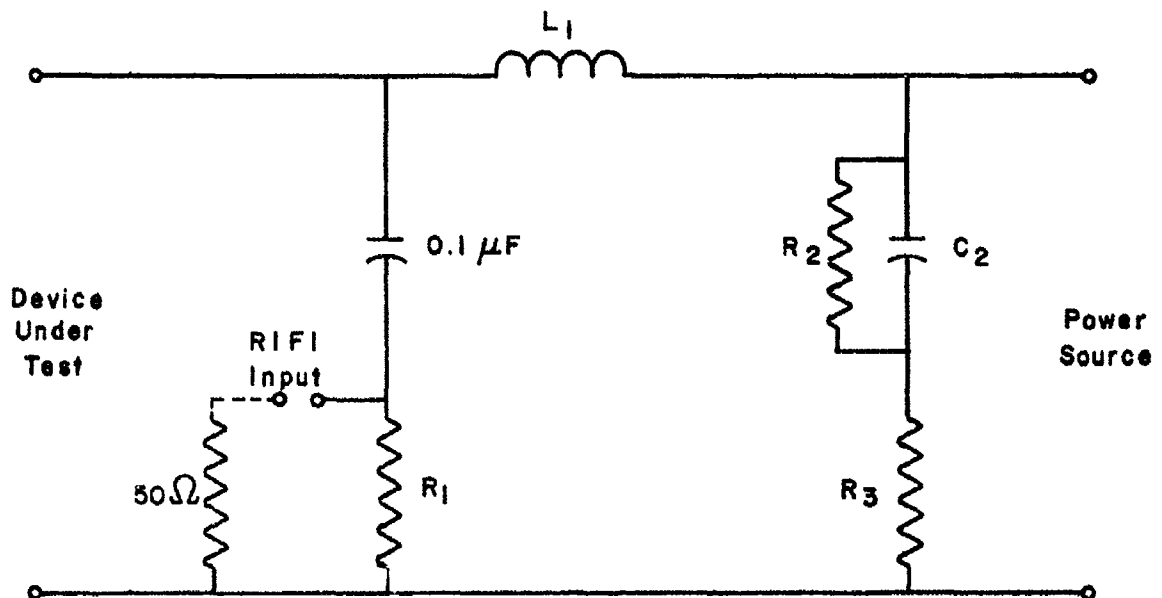 L1
0.1 μF
R2
C2
Device
Under
Test
RIFI
Input
Power
Source
50Ω
R1
R3